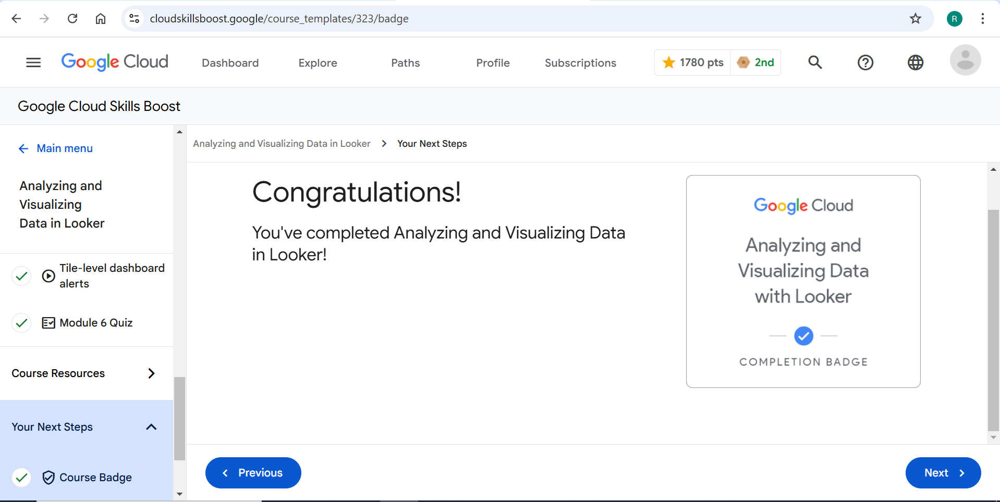 cloudskillsboost.google/course_templates/323/badge
R
Google Cloud
Dashboard
Explore
Paths
Profile
Subscriptions
1780 pts
2nd
Google Cloud Skills Boost
Main menu
Analyzing and
Visualizing
Data in Looker
Tile-level dashboard
alerts
Module 6 Quiz
Course Resources
Your Next Steps
Course Badge
Analyzing and Visualizing Data in Looker
Your Next Steps
Congratulations!
You've completed Analyzing and Visualizing Data
in Looker!
Google Cloud
Analyzing and
Visualizing Data
with Looker
COMPLETION BADGE
Previous
Next